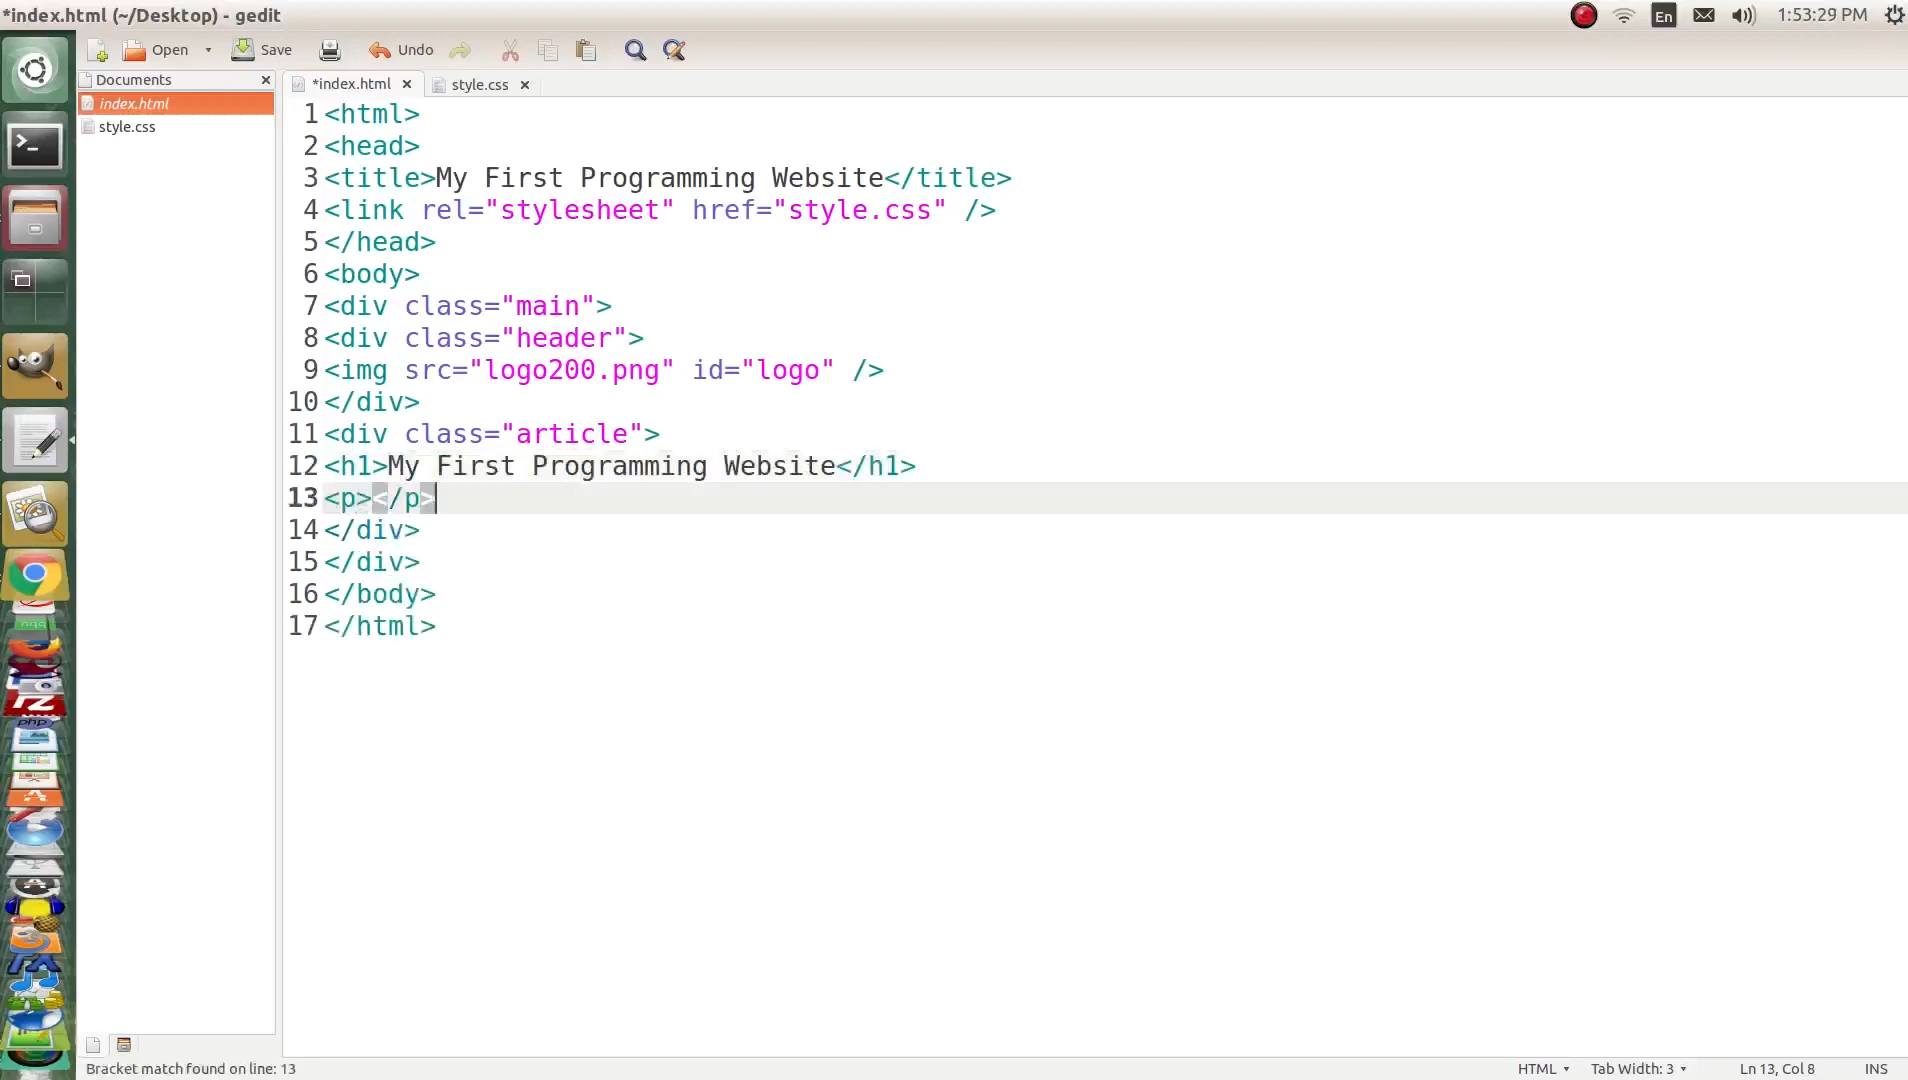 *index.html (~/Desktop) - gedit
En 1:53:29 PM
Open Save Undo
Documents
index.html
style.css
*index.html style.css
1 <html>
2 <head>
3 <title>My First Programming Website</title>
4 <link rel="stylesheet" href="style.css" />
5 </head>
6 <body>
7 <div class="main">
8 <div class="header">
9 <img src="logo200.png" id="logo" />
10 </div>
11 <div class="article">
12 <h1>My First Programming Website</h1>
13 <p></p>
14 </div>
15 </div>
16 </body>
17 </html>
php
Bracket match found on line: 13
HTML Tab Width: 3 Ln 13, Col 8 INS